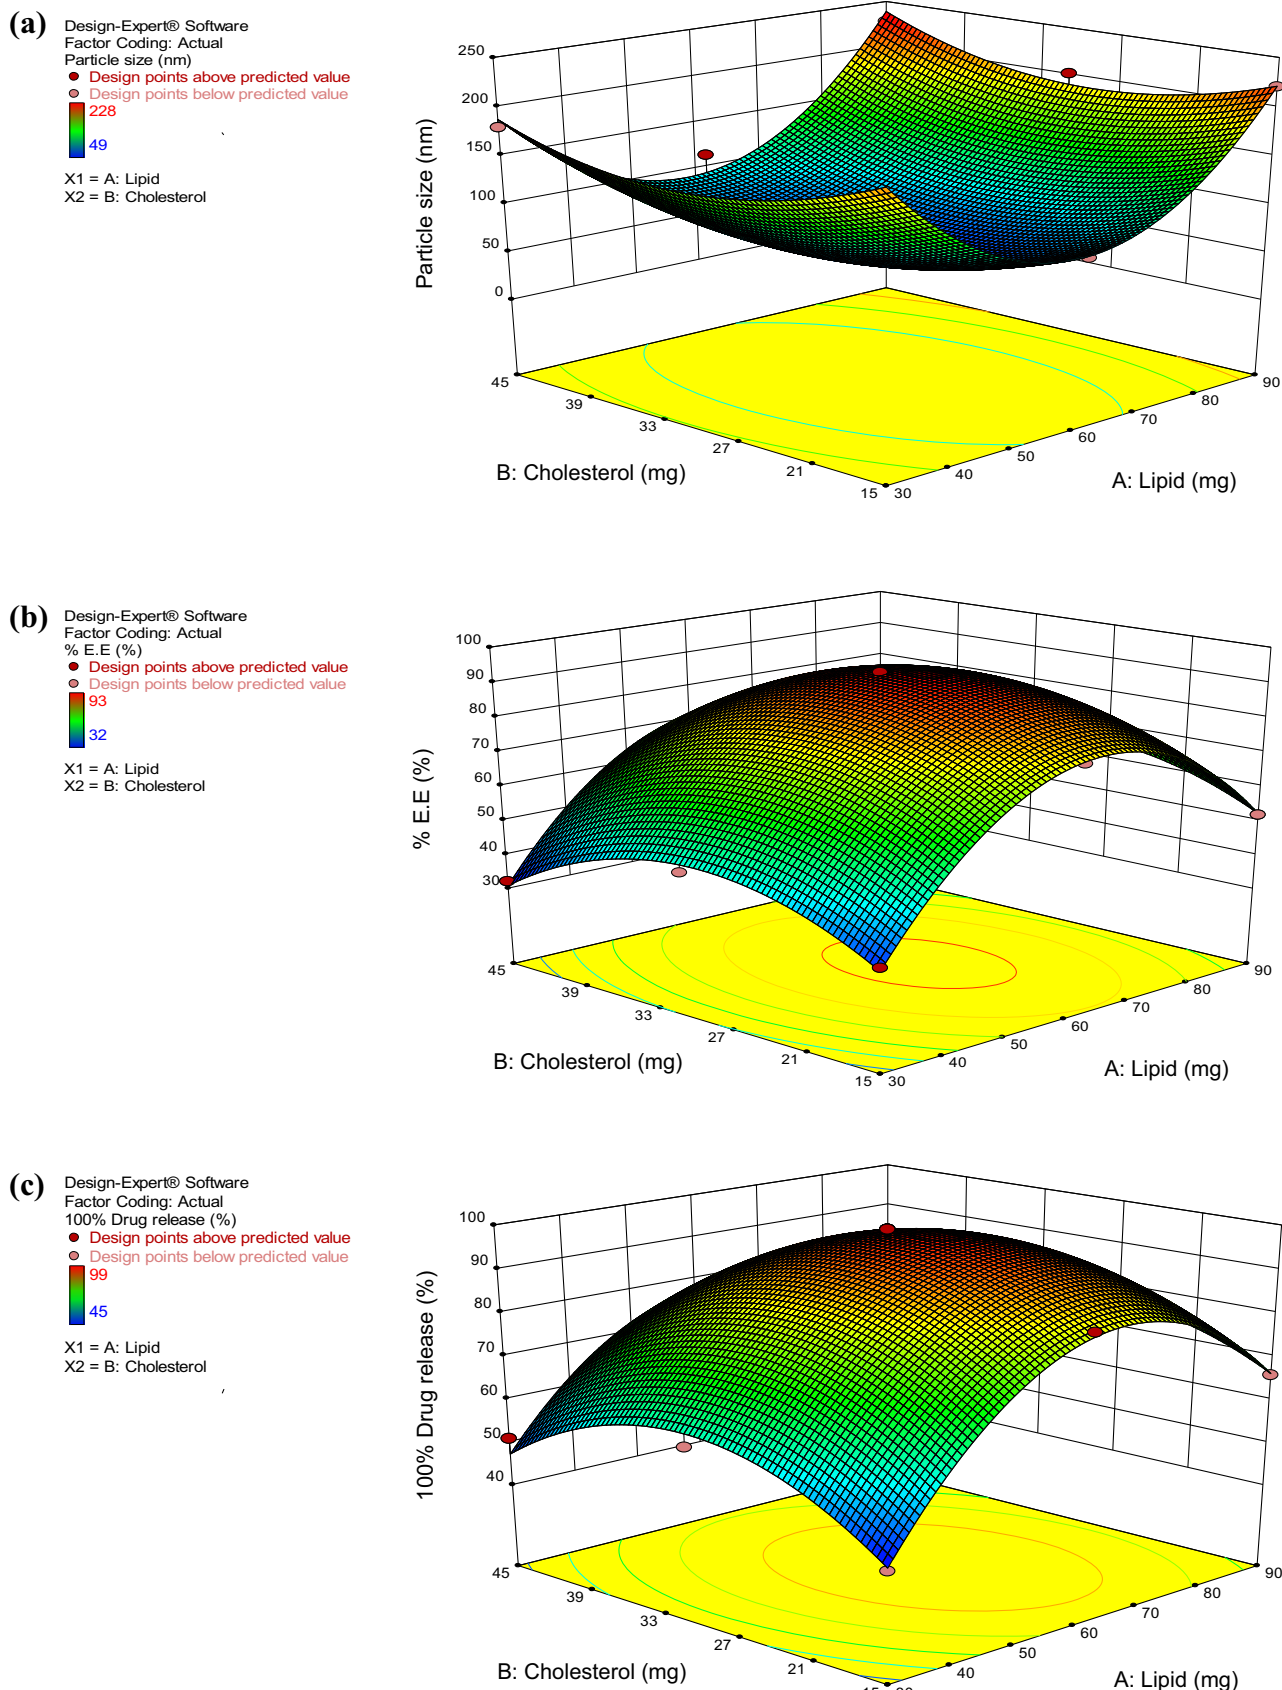 (a)
Design-Expert® Software
Factor Coding: Actual
Particle size (nm)
Design points above predicted value
Design points below predicted value
228
49
X1 = A: Lipid
X2 = B: Cholesterol
Particle size (nm)
250
200
150
100
50
0
45
39
33
27
21
15
30
40
50
60
70
80
90
B: Cholesterol (mg)
A: Lipid (mg)
(b)
Design-Expert® Software
Factor Coding: Actual
% E.E (%)
Design points above predicted value
Design points below predicted value
93
32
X1 = A: Lipid
X2 = B: Cholesterol
% E.E (%)
100
90
80
70
60
50
40
30
45
39
33
27
21
15
30
40
50
60
70
80
90
B: Cholesterol (mg)
A: Lipid (mg)
(c)
Design-Expert® Software
Factor Coding: Actual
100% Drug release (%)
Design points above predicted value
Design points below predicted value
99
45
X1 = A: Lipid
X2 = B: Cholesterol
100% Drug release (%)
100
90
80
70
60
50
40
45
39
33
27
21
40
50
60
70
80
90
B: Cholesterol (mg)
A: Lipid (mg)